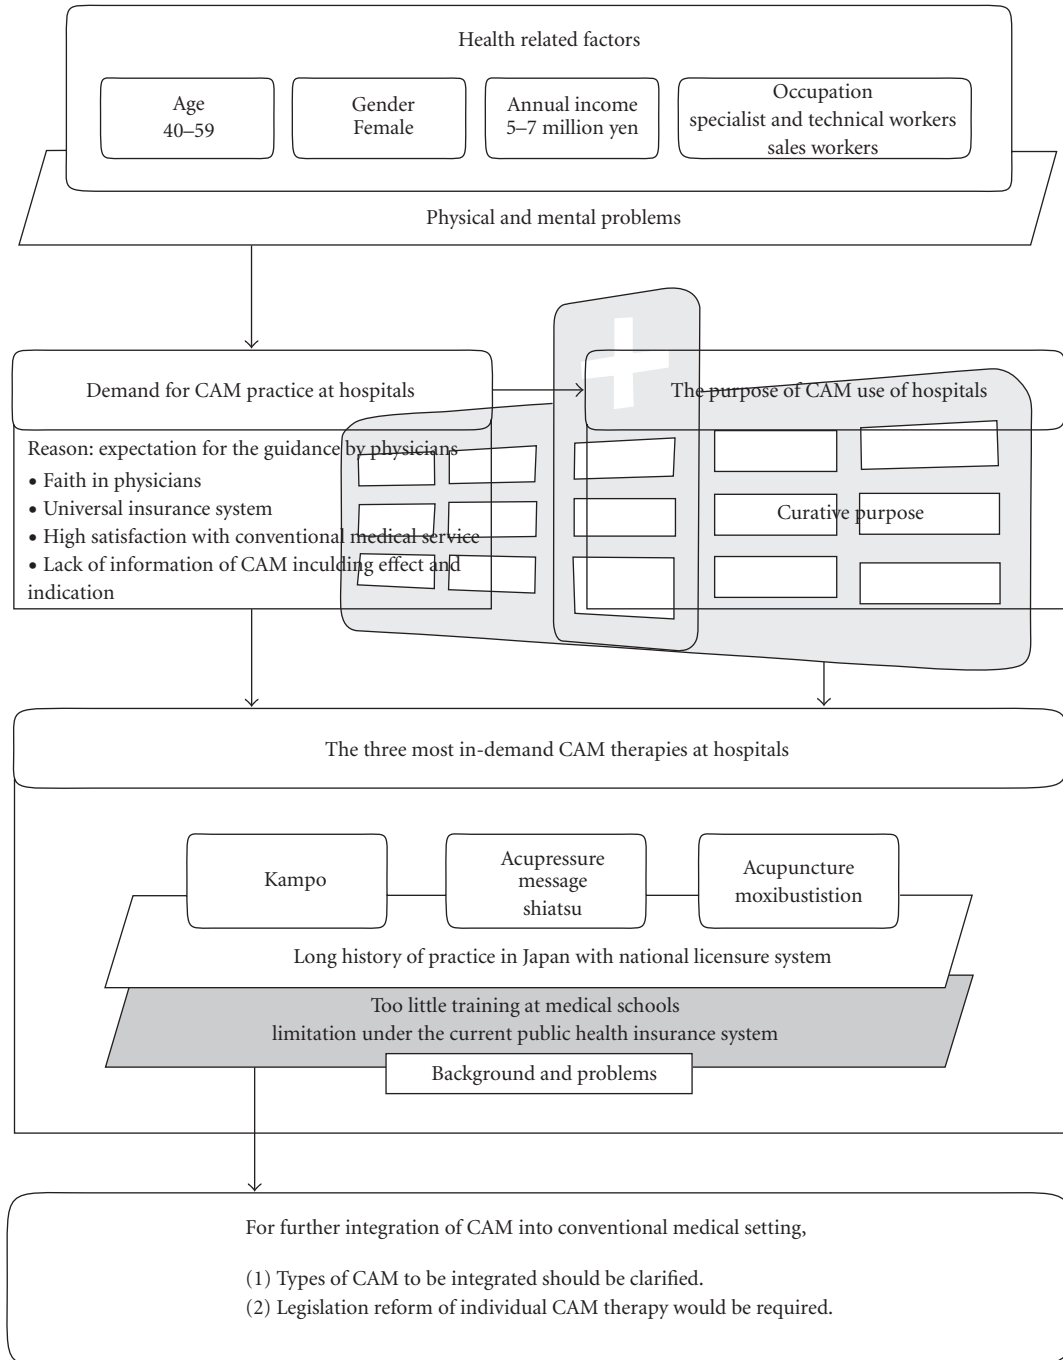 Health related factors
Age
40–59
Gender
Female
Annual income
5–7 million yen
Occupation
specialist and technical workers
sales workers
Physical and mental problems
Demand for CAM practice at hospitals
The purpose of CAM use of hospitals
Reason: expectation for the guidance by physicians
• Faith in physicians
• Universal insurance system
• High satisfaction with conventional medical service
• Lack of information of CAM inculding effect and
indication
Curative purpose
The three most in-demand CAM therapies at hospitals
Kampo
Acupressure
message
shiatsu
Acupuncture
moxibustistion
Long history of practice in Japan with national licensure system
Too little training at medical schools
limitation under the current public health insurance system
Background and problems
For further integration of CAM into conventional medical setting,
(1) Types of CAM to be integrated should be clarified.
(2) Legislation reform of individual CAM therapy would be required.